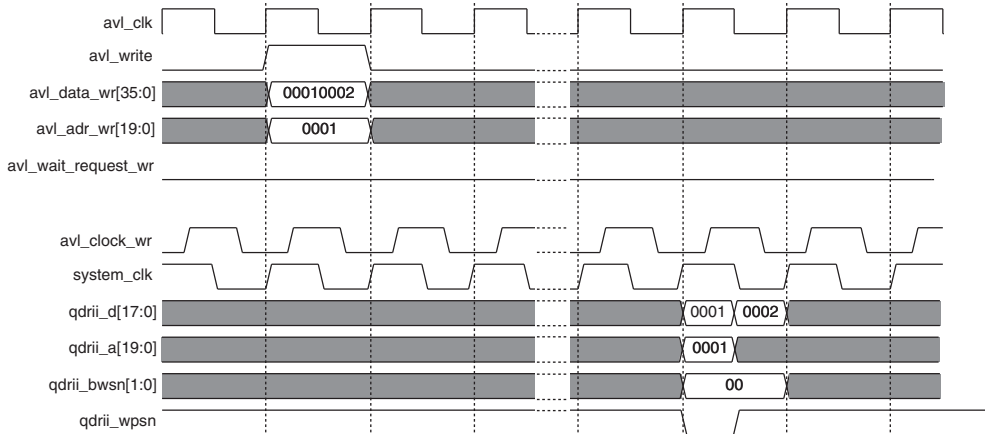 avl_clk
avl_write
avl_data_wr[35:0] 00010002
avl_adr_wr[19:0] 0001
avl_wait_request_wr
avl_clock_wr
system_clk
qdrii_d[17:0] 0001 0002
qdrii_a[19:0] 0001
qdrii_bwsn[1:0] 00
qdrii_wpsn